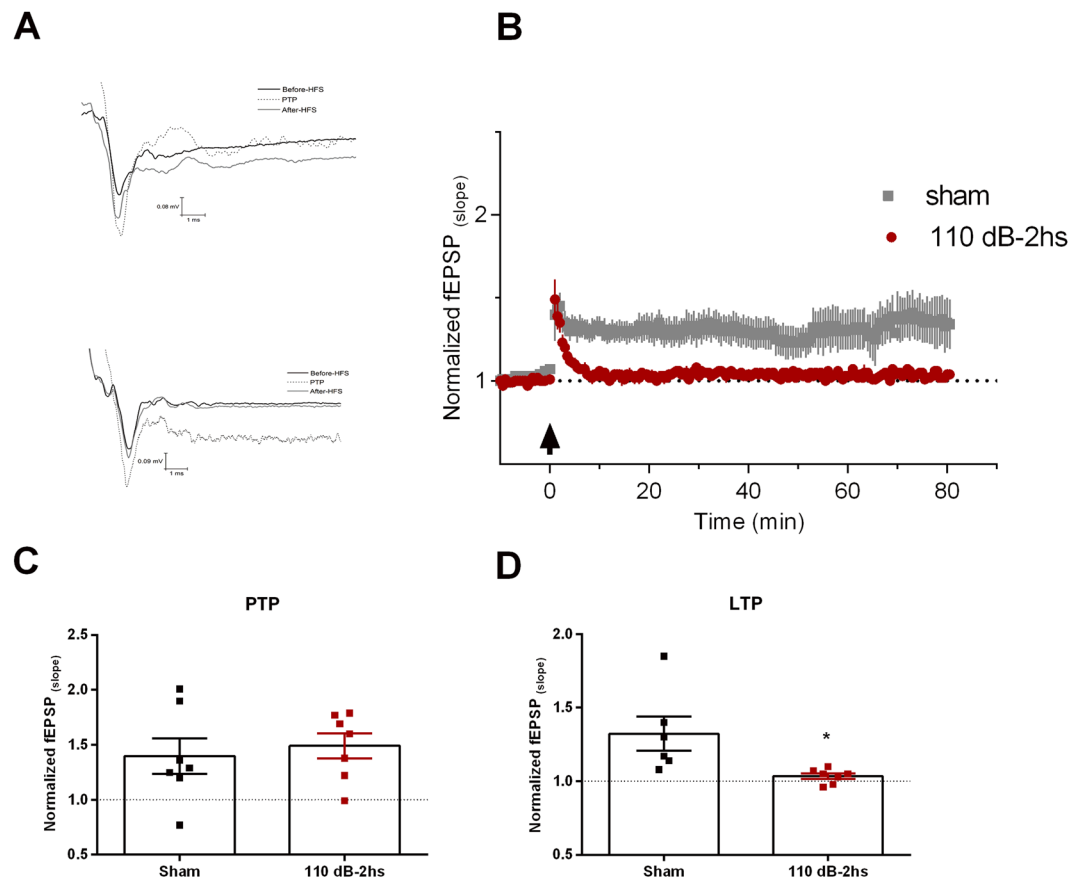 A
Before-HFS
PTP
After-HFS
0.08 mV
1 ms
Before-HFS
PTP
After-HFS
0.09 mV
1 ms
B
Normalized fEPSP (slope)
2
1
sham
110 dB-2hs
0 20 40 60 80
Time (min)
C
PTP
Normalized fEPSP (slope)
2.5
2.0
1.5
1.0
0.5
Sham 110 dB-2hs
D
LTP
Normalized fEPSP (slope)
2.0
1.5
1.0
0.5
*
Sham 110 dB-2hs